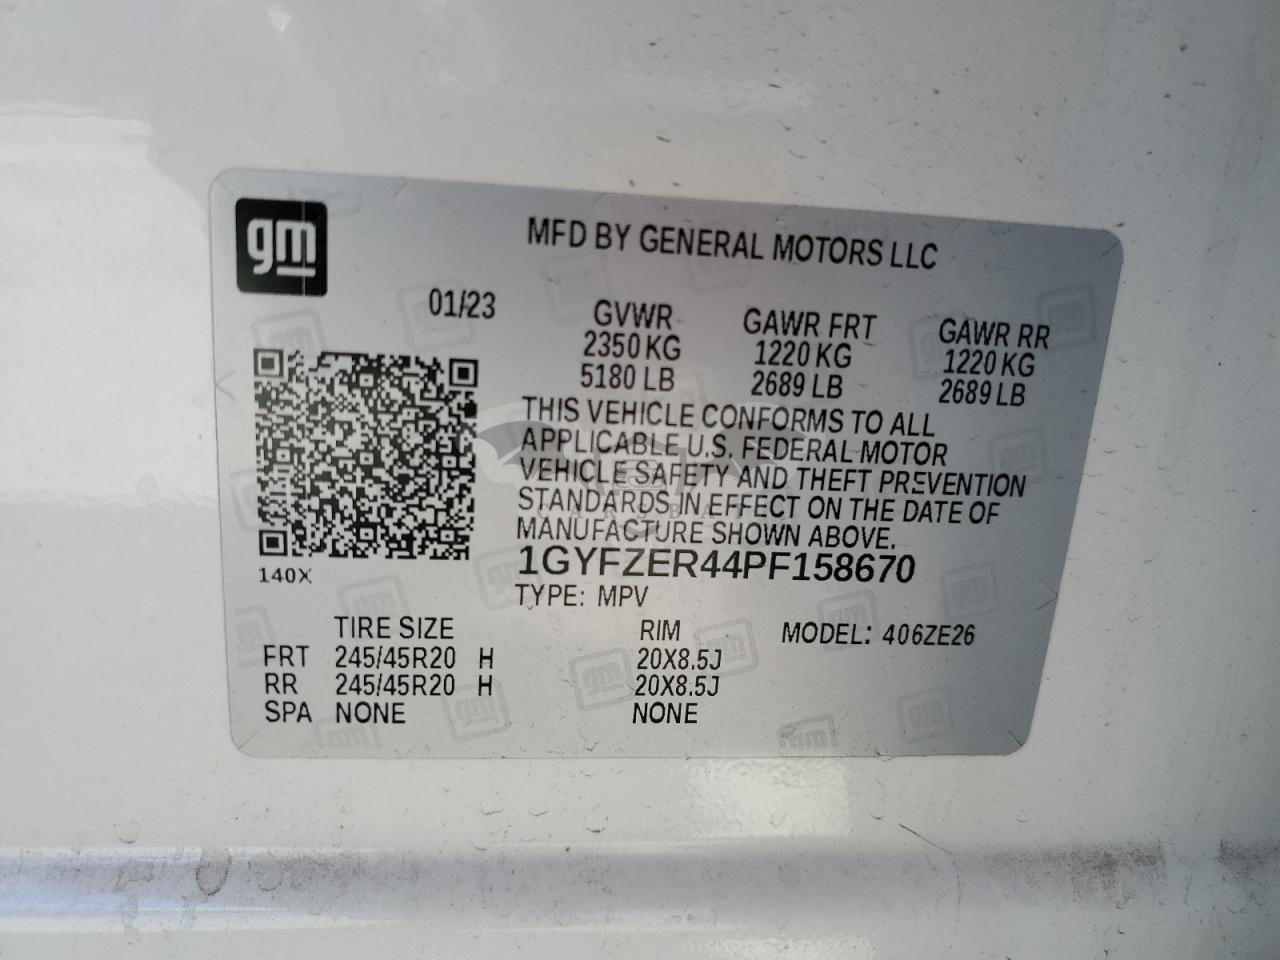 gm
MFD BY GENERAL MOTORS LLC
01/23 GVWR GAWR FRT GAWR RR
2350 KG 1220 KG 1220 KG
5180 LB 2689 LB 2689 LB
THIS VEHICLE CONFORMS TO ALL
APPLICABLE U.S. FEDERAL MOTOR
VEHICLE SAFETY AND THEFT PREVENTION
STANDARDS IN EFFECT ON THE DATE OF
MANUFACTURE SHOWN ABOVE.
1GYFZER44PF158670
140X
TYPE: MPV
TIRE SIZE RIM MODEL: 406ZE26
FRT 245/45R20 H 20X8.5J
RR 245/45R20 H 20X8.5J
SPA NONE NONE